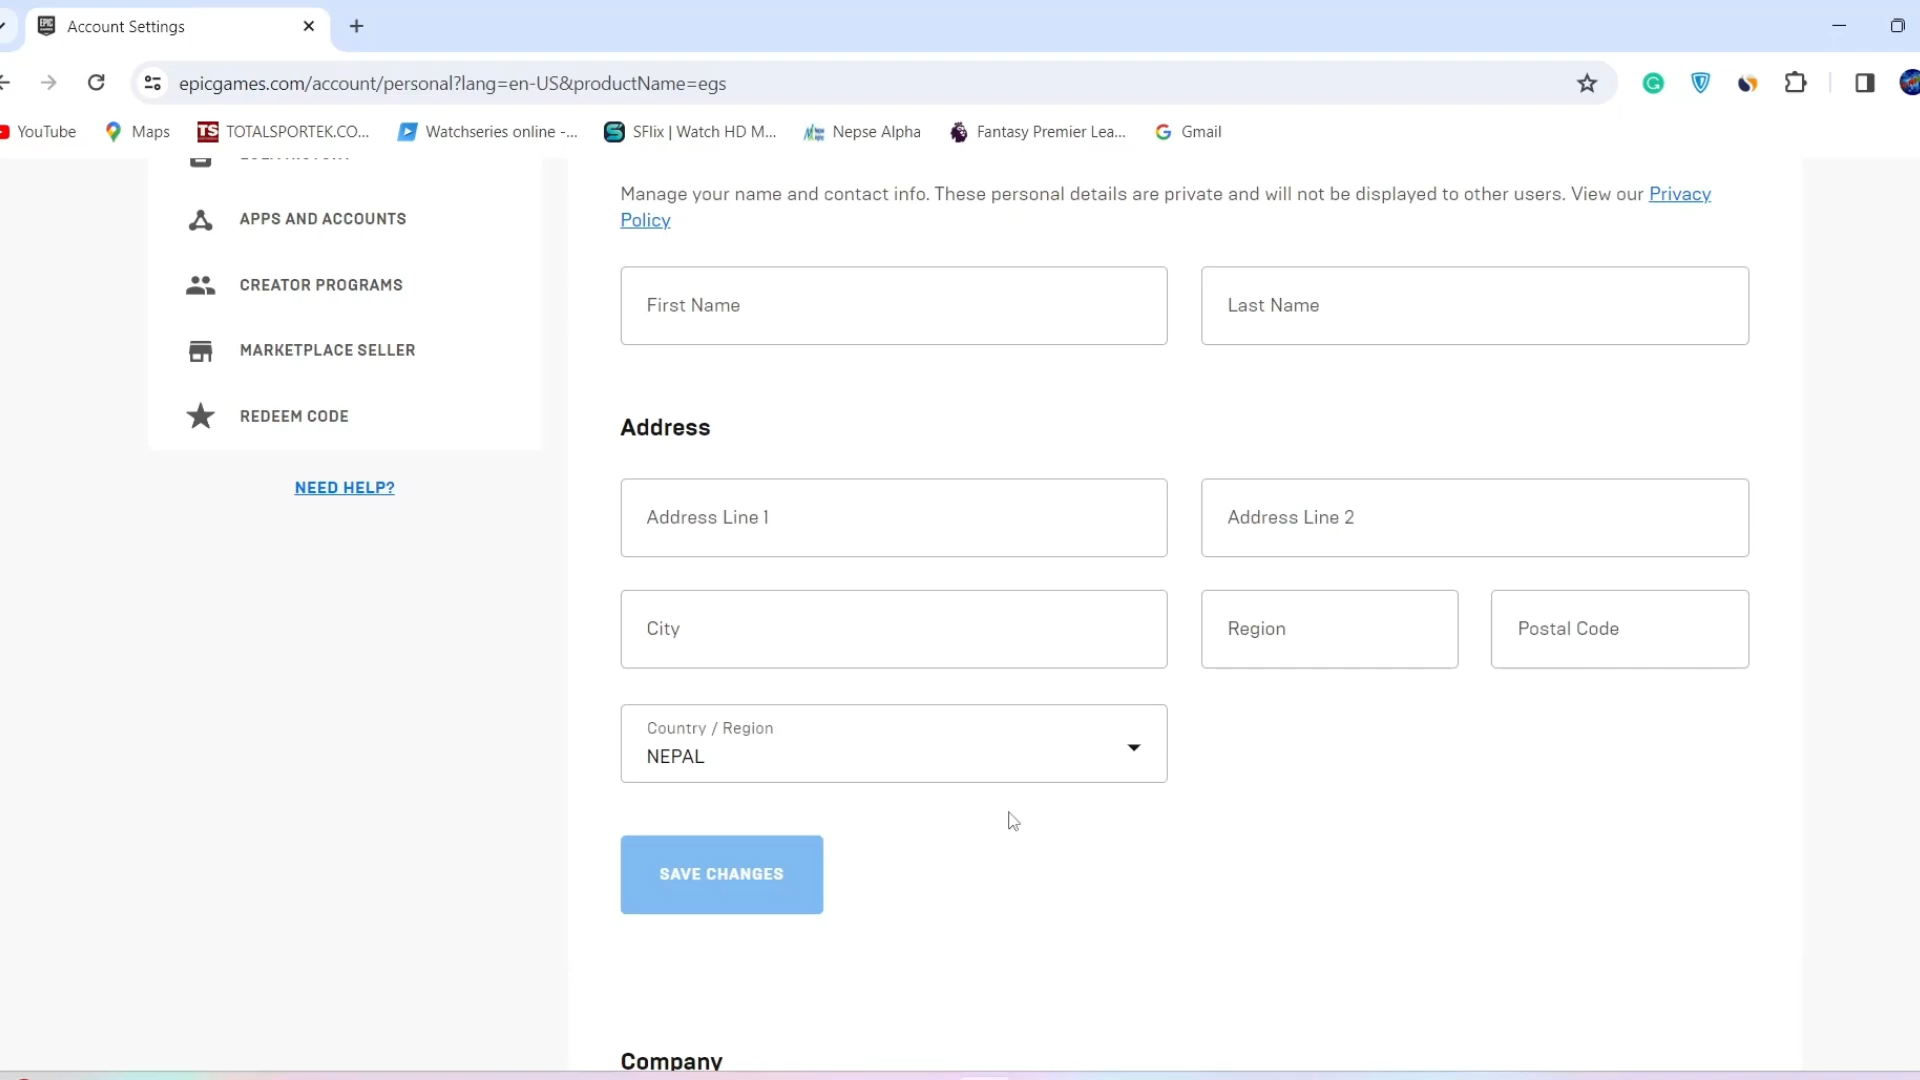 Account Settings
epicgames.com/account/personal?lang=en-US&productName=egs
YouTube Maps TOTALSPORTEK.CO... Watchseries online -... SFlix | Watch HD M... Nepse Alpha Fantasy Premier Lea... Gmail
APPS AND ACCOUNTS
CREATOR PROGRAMS
MARKETPLACE SELLER
REDEEM CODE
NEED HELP?
Manage your name and contact info. These personal details are private and will not be displayed to other users. View our Privacy
Policy
First Name Last Name
Address
Address Line 1 Address Line 2
City Region Postal Code
Country / Region
NEPAL
SAVE CHANGES
Company